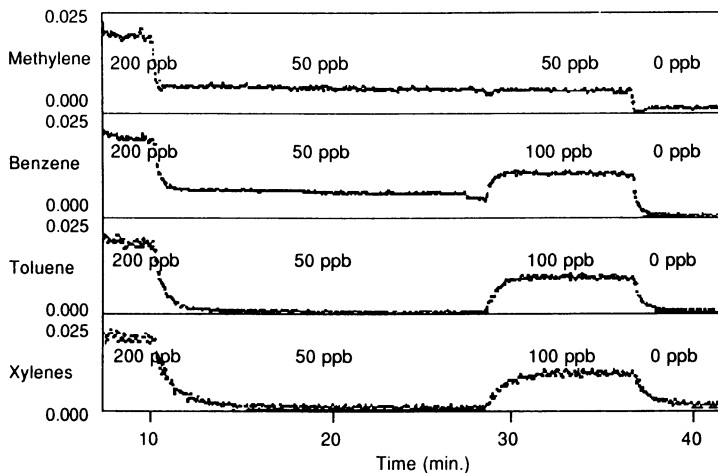 0.025
Methylene 200 ppb 50 ppb 50 ppb 0 ppb
0.000
0.025
Benzene 200 ppb 50 ppb 100 ppb 0 ppb
0.000
0.025
Toluene 200 ppb 50 ppb 100 ppb 0 ppb
0.000
0.025
Xylenes 200 ppb 50 ppb 100 ppb 0 ppb
0.000
10 20 30 40
Time (min.)